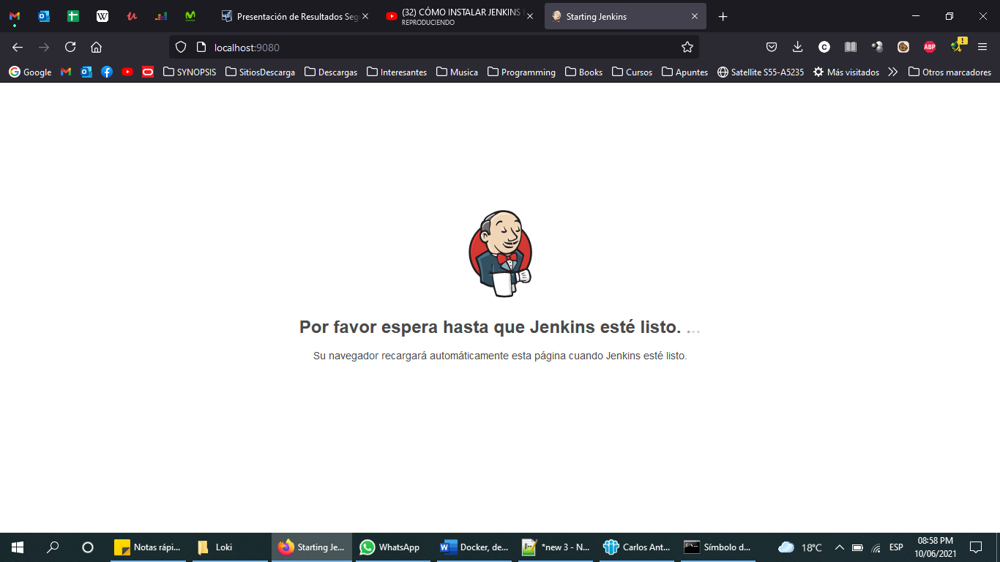 Presentación de Resultados Seg
(32) CÓMO INSTALAR JENKINS
REPRODUCIENDO
Starting Jenkins
localhost:9080
Google
SYNOPSIS
SitiosDescarga
Descargas
Interesantes
Musica
Programming
Books
Cursos
Apuntes
Satellite S55-A5235
Más visitados
Otros marcadores
Por favor espera hasta que Jenkins esté listo. ...
Su navegador recargará automáticamente esta página cuando Jenkins esté listo.
Notas rápi...
Loki
Starting Je...
WhatsApp
Docker, de...
*new 3 - N...
Carlos Ant...
Símbolo d...
18°C
ESP
08:58 PM
10/06/2021